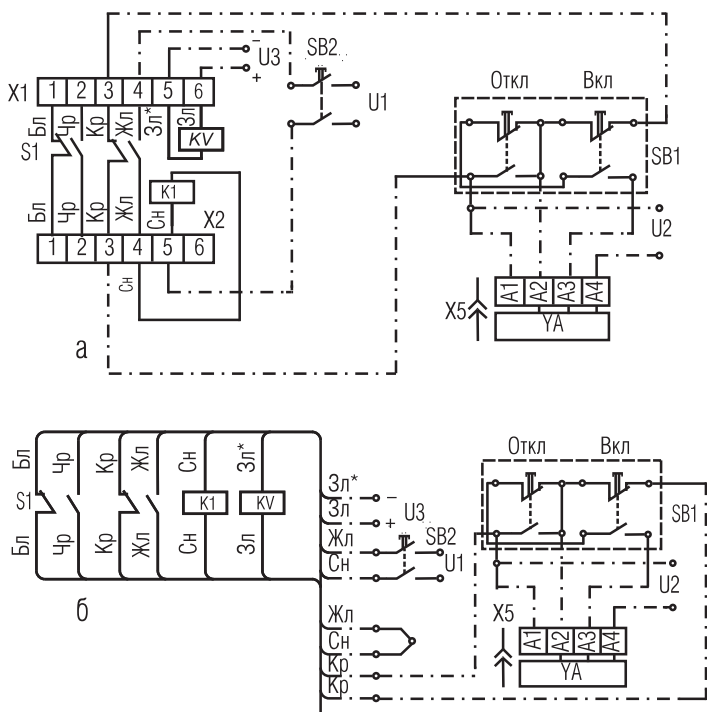 U3 SB2
–
+
X1 1 2 3 4 5 6
Бл Чр Кр Жл Зл* Зл
KV
S1
U1
Откл Вкл
SB1
K1
Бл Чр Кр Жл Сн
X2
1 2 3 4 5 6
Сн
U2
A1 A2 A3 A4
X5
YA
а
Бл Чр Кр Жл Сн Зл*
S1
K1 KV
Бл Чр Кр Жл Сн Зл
б
Зл* –
Зл + U3
Жл SB2
Сн U1
Жл
Сн
Кр
Кр
Откл Вкл
SB1
U2
X5
A1 A2 A3 A4
YA